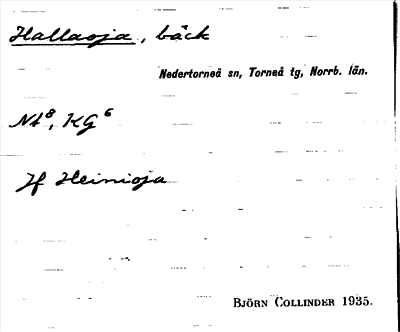 Hallaoja, bäck
Nedertorneå sn, Torneå tg, Norrb. län.
Nt⁸, KG⁶
Jf Heinioja
BJÖRN COLLINDER 1935.